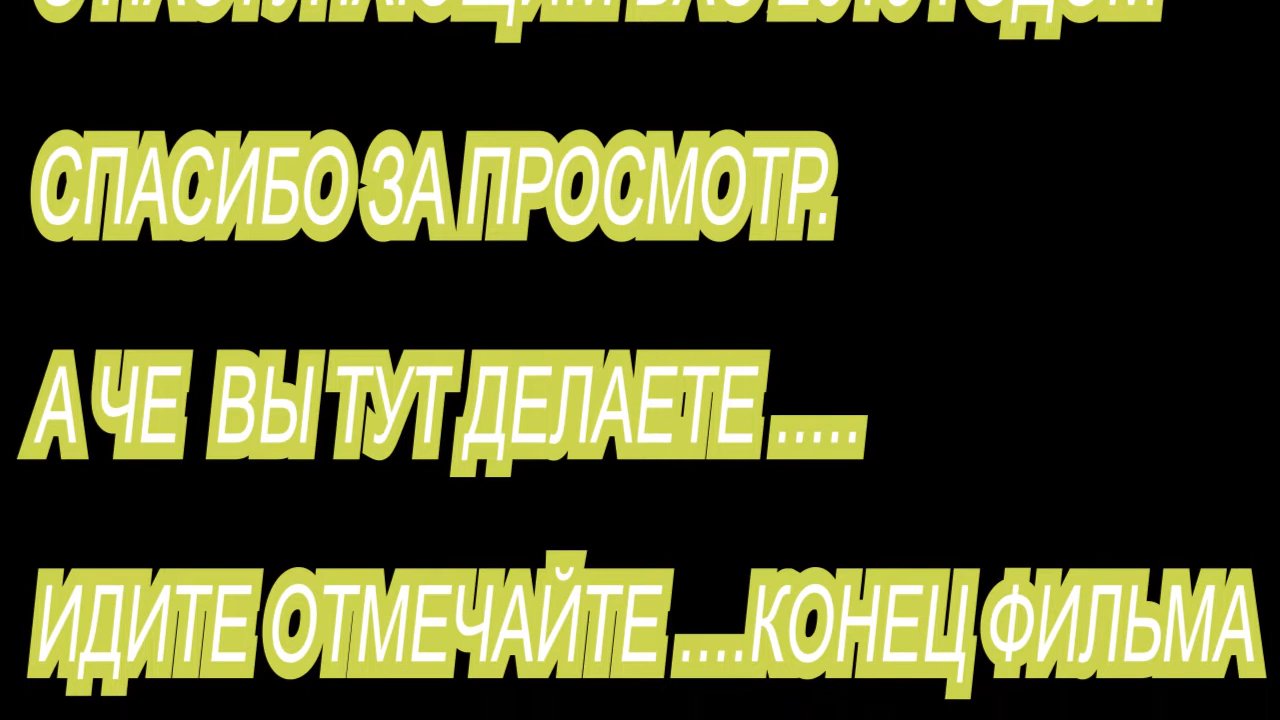 СПАСИБО ЗА ПРОСМОТР.
А ЧЕ ВЫ ТУТ ДЕЛАЕТЕ .....
ИДИТЕ ОТМЕЧАЙТЕ ....КОНЕЦ ФИЛЬМА